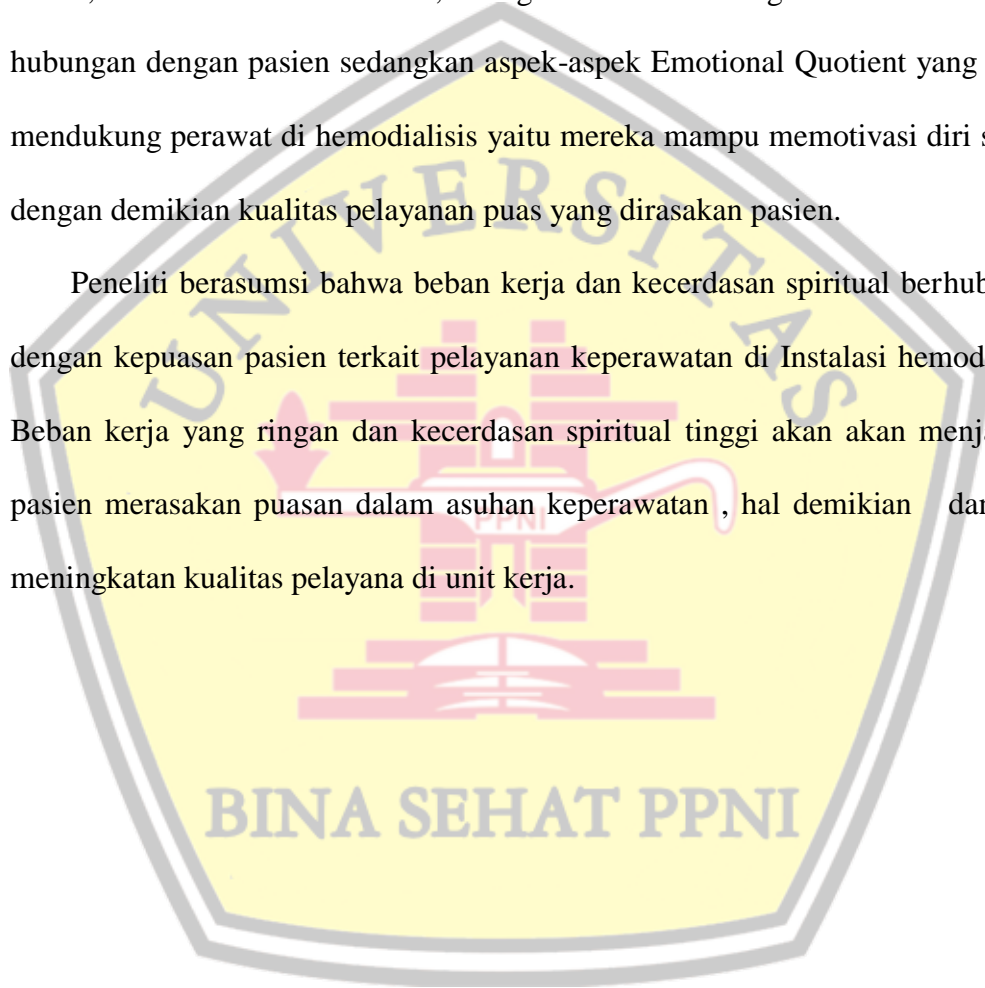 hubungan dengan pasien sedangkan aspek-aspek Emotional Quotient yang
mendukung perawat di hemodialisis yaitu mereka mampu memotivasi diri
dengan demikian kualitas pelayanan puas yang dirasakan pasien.
Peneliti berasumsi bahwa beban kerja dan kecerdasan spiritual
dengan kepuasan pasien terkait pelayanan keperawatan di Instalasi
Beban kerja yang ringan dan kecerdasan spiritual tinggi akan akan
pasien merasakan puasan dalam asuhan keperawatan , hal demikian
meningkatan kualitas pelayana di unit kerja.
UNIVERSITAS
PPNI
BINA SEHAT PPNI